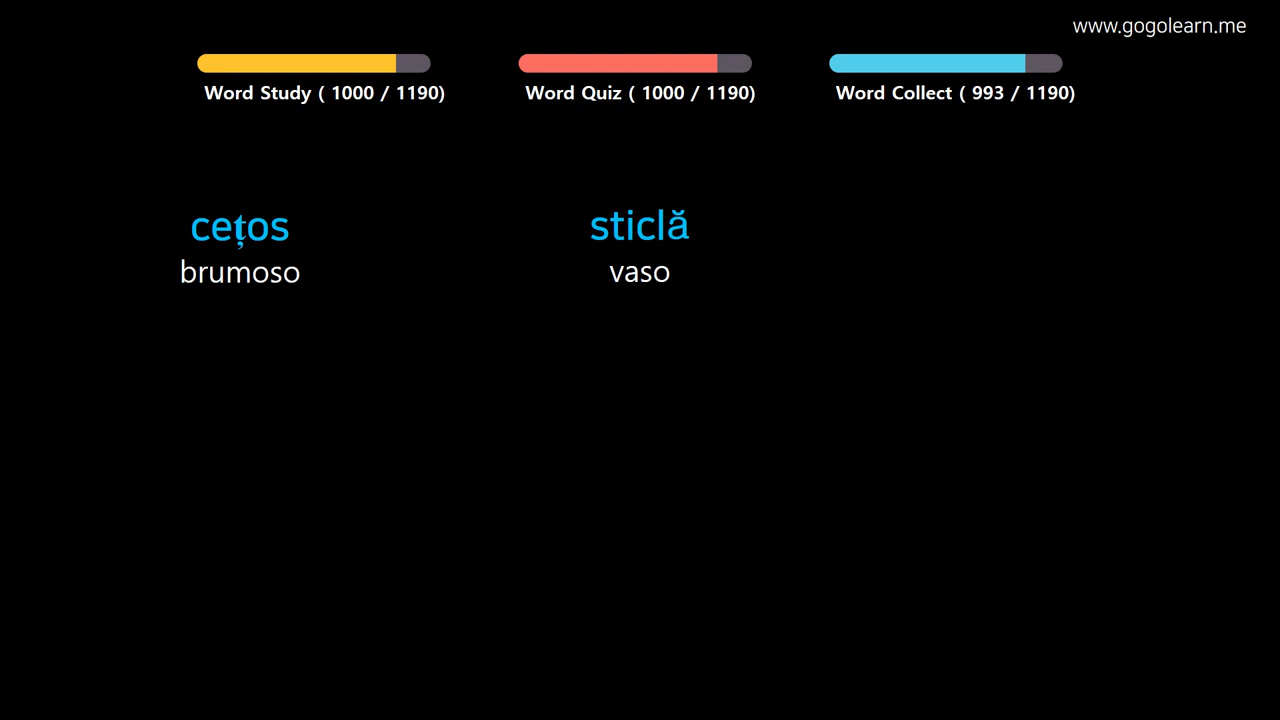 www.gogolearn.me
Word Study ( 1000 / 1190)
Word Quiz ( 1000 / 1190)
Word Collect ( 993 / 1190)
cețos
brumoso
sticlă
vaso